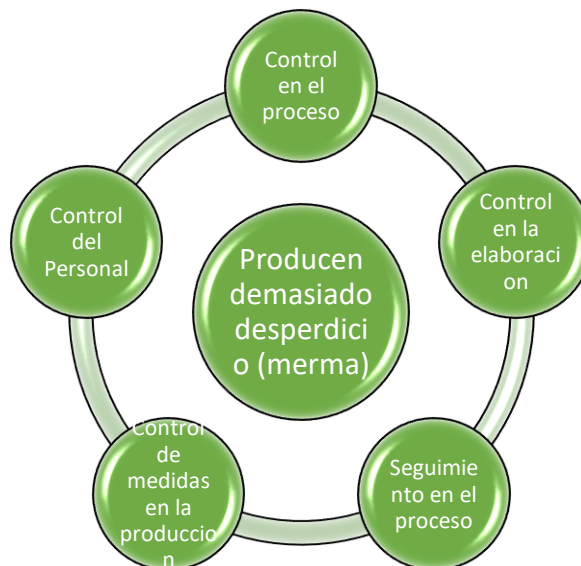 Control
en el
proceso
Control
en la
elaboraci
on
Seguimie
nto en el
proceso
Control
de
medidas
en la
produccio
n
Control
del
Personal
Producen
demasiado
desperdici
o (merma)